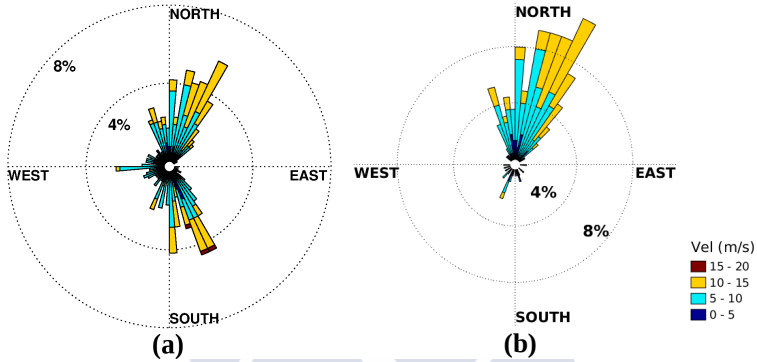 NORTH
8%
4%
WEST
EAST
SOUTH
(a)
NORTH
WEST
EAST
4%
8%
SOUTH
(b)
Vel (m/s)
15 - 20
10 - 15
5 - 10
0 - 5